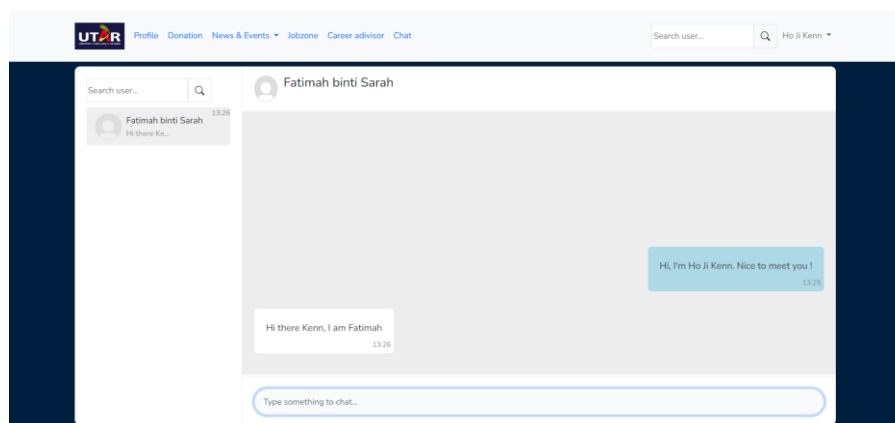 UTAR
Profile Donation News & Events Jobzone Career adivisor Chat
Search user...
Ho Ji Kenn
Search user...
Fatimah binti Sarah
13:26
Hi there Ke...
Fatimah binti Sarah
Hi, I'm Ho Ji Kenn. Nice to meet you !
13:25
Hi there Kenn, I am Fatimah
13:26
Type something to chat...